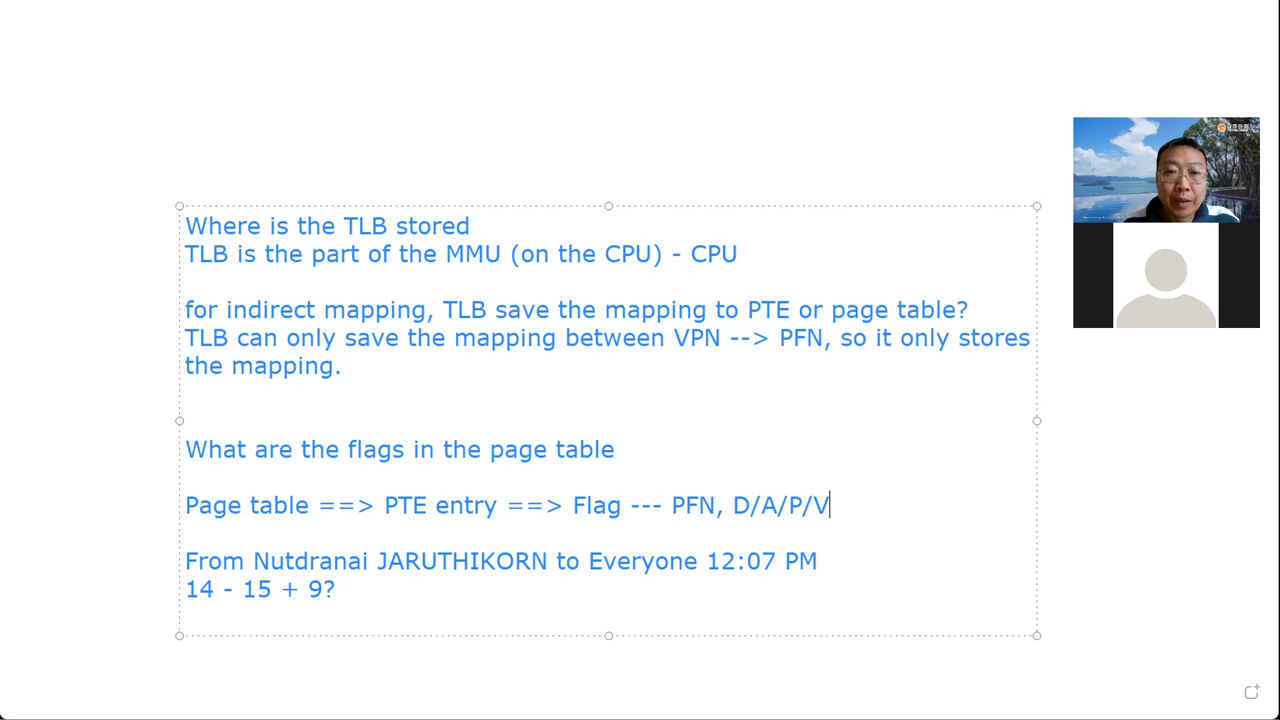 Where is the TLB stored
TLB is the part of the MMU (on the CPU) - CPU
for indirect mapping, TLB save the mapping to PTE or page table?
TLB can only save the mapping between VPN --> PFN, so it only stores
the mapping.
What are the flags in the page table
Page table ==> PTE entry ==> Flag --- PFN, D/A/P/V
From Nutdranai JARUTHIKORN to Everyone 12:07 PM
14 - 15 + 9?